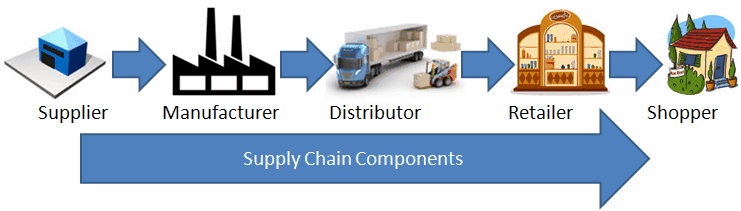 Supplier
Manufacturer
Distributor
Retailer
Shopper
Supply Chain Components